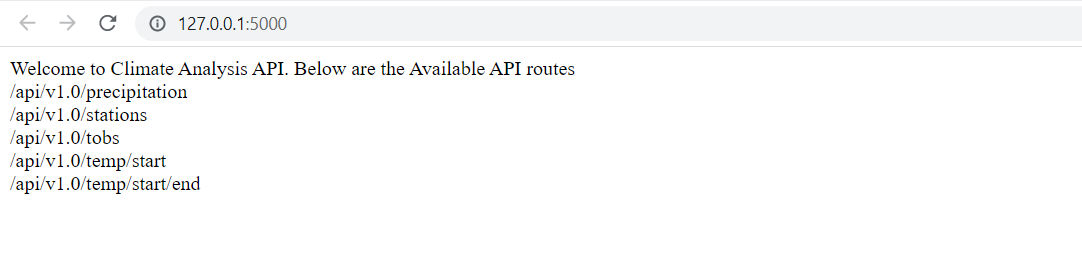 127.0.0.1:5000
Welcome to Climate Analysis API. Below are the Available API routes
/api/v1.0/precipitation
/api/v1.0/stations
/api/v1.0/tobs
/api/v1.0/temp/start
/api/v1.0/temp/start/end